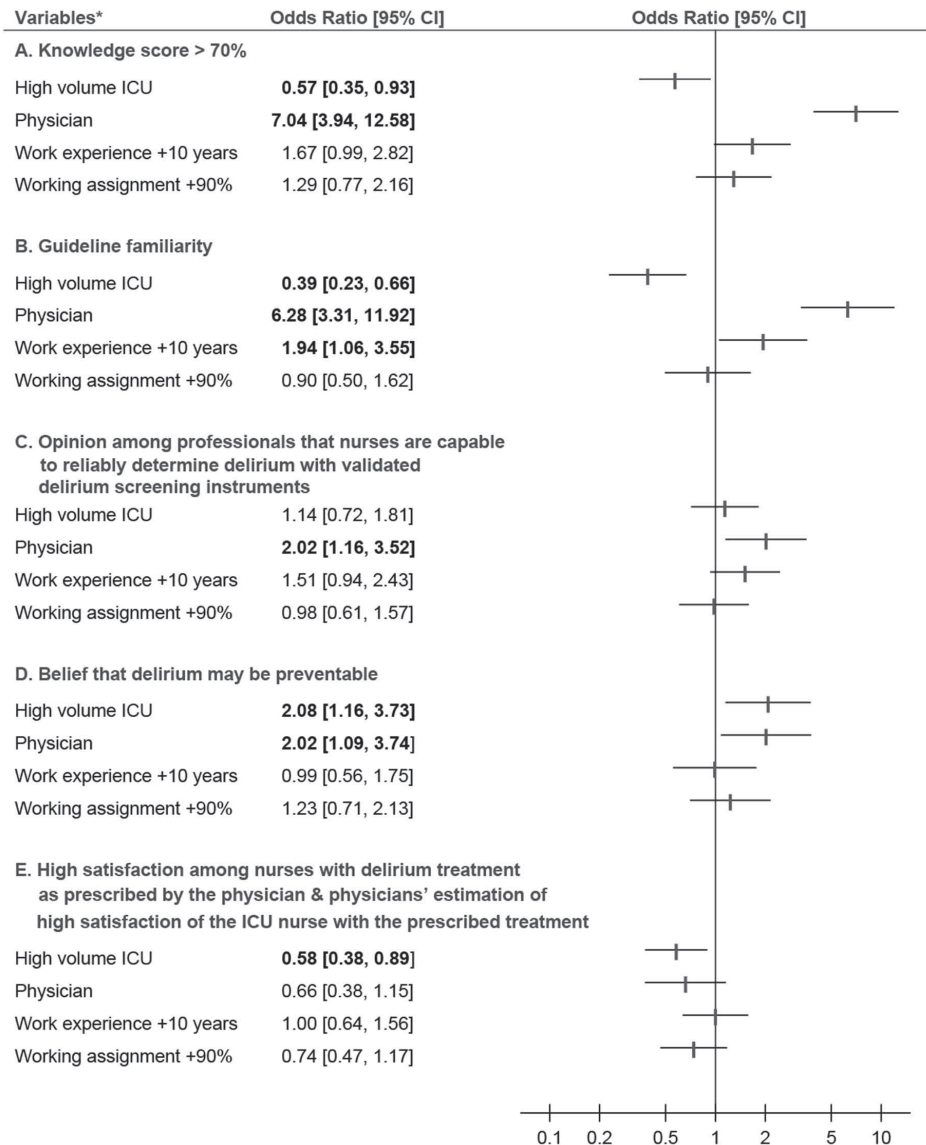 Variables* Odds Ratio [95% CI] Odds Ratio [95% CI]
A. Knowledge score > 70%
High volume ICU 0.57 [0.35, 0.93]
Physician 7.04 [3.94, 12.58]
Work experience +10 years 1.67 [0.99, 2.82]
Working assignment +90% 1.29 [0.77, 2.16]
B. Guideline familiarity
High volume ICU 0.39 [0.23, 0.66]
Physician 6.28 [3.31, 11.92]
Work experience +10 years 1.94 [1.06, 3.55]
Working assignment +90% 0.90 [0.50, 1.62]
C. Opinion among professionals that nurses are capable
to reliably determine delirium with validated
delirium screening instruments
High volume ICU 1.14 [0.72, 1.81]
Physician 2.02 [1.16, 3.52]
Work experience +10 years 1.51 [0.94, 2.43]
Working assignment +90% 0.98 [0.61, 1.57]
D. Belief that delirium may be preventable
High volume ICU 2.08 [1.16, 3.73]
Physician 2.02 [1.09, 3.74]
Work experience +10 years 0.99 [0.56, 1.75]
Working assignment +90% 1.23 [0.71, 2.13]
E. High satisfaction among nurses with delirium treatment
as prescribed by the physician & physicians’ estimation of
high satisfaction of the ICU nurse with the prescribed treatment
High volume ICU 0.58 [0.38, 0.89]
Physician 0.66 [0.38, 1.15]
Work experience +10 years 1.00 [0.64, 1.56]
Working assignment +90% 0.74 [0.47, 1.17]
0.1 0.2 0.5 1 2 5 10